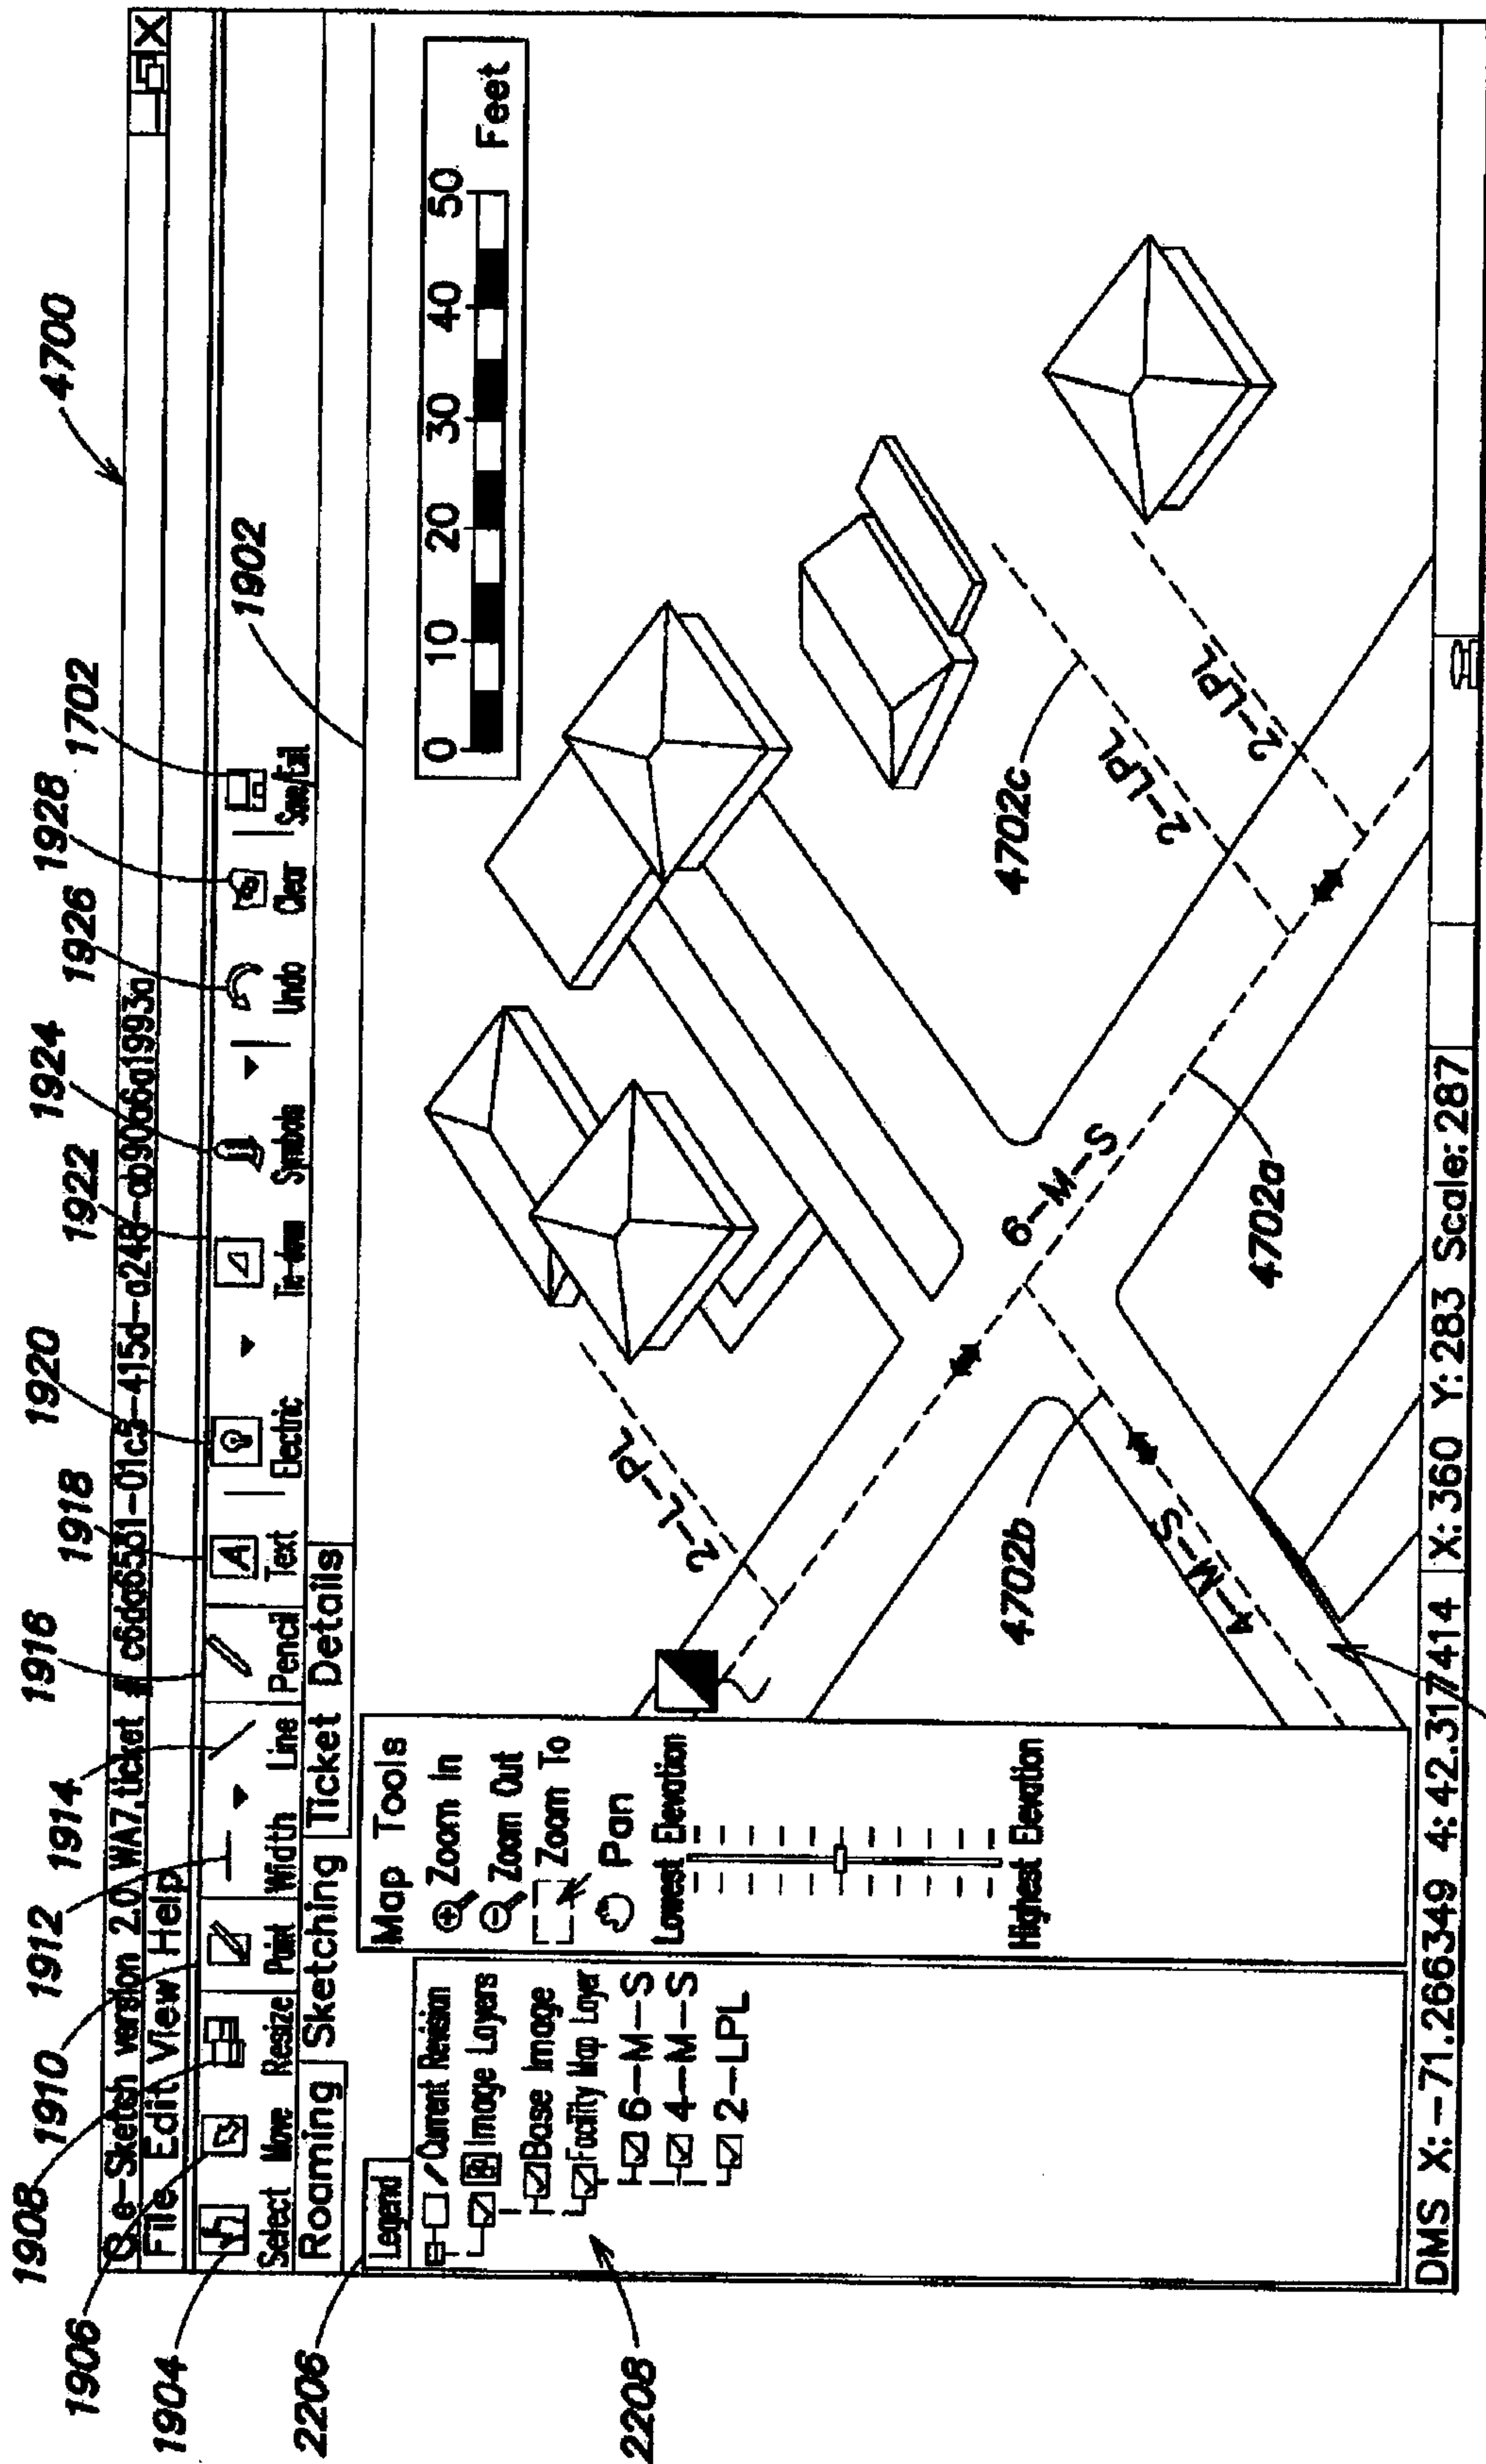 4700
1902
1702
1928
1926
1924
1922
1920
1918
1916
1914
1912
1910
1908
1906
1904
2206
2208
e-Sketch version 2.0 WA7.ticket #
File Edit View Help
Select Move Resize Point Width Line Pencil Text Electric Tie-down Symbols Undo Clear Save/Exit
Roaming Sketching Ticket Details
Legend
Current Revision
Image Layers
Base Image
Facility Map Layer
6-M-S
4-M-S
2-LPL
Map Tools
Zoom In
Zoom Out
Zoom To
Pan
Lowest Elevation
Highest Elevation
0 10 20 30 40 50
Feet
2-L-PL
6-M-S
4-M-S
2-LPL
2-LPL
4702a
4702b
4702c
DMS X:-71.266349 4:42.317414 X:360 Y:283 Scale:287